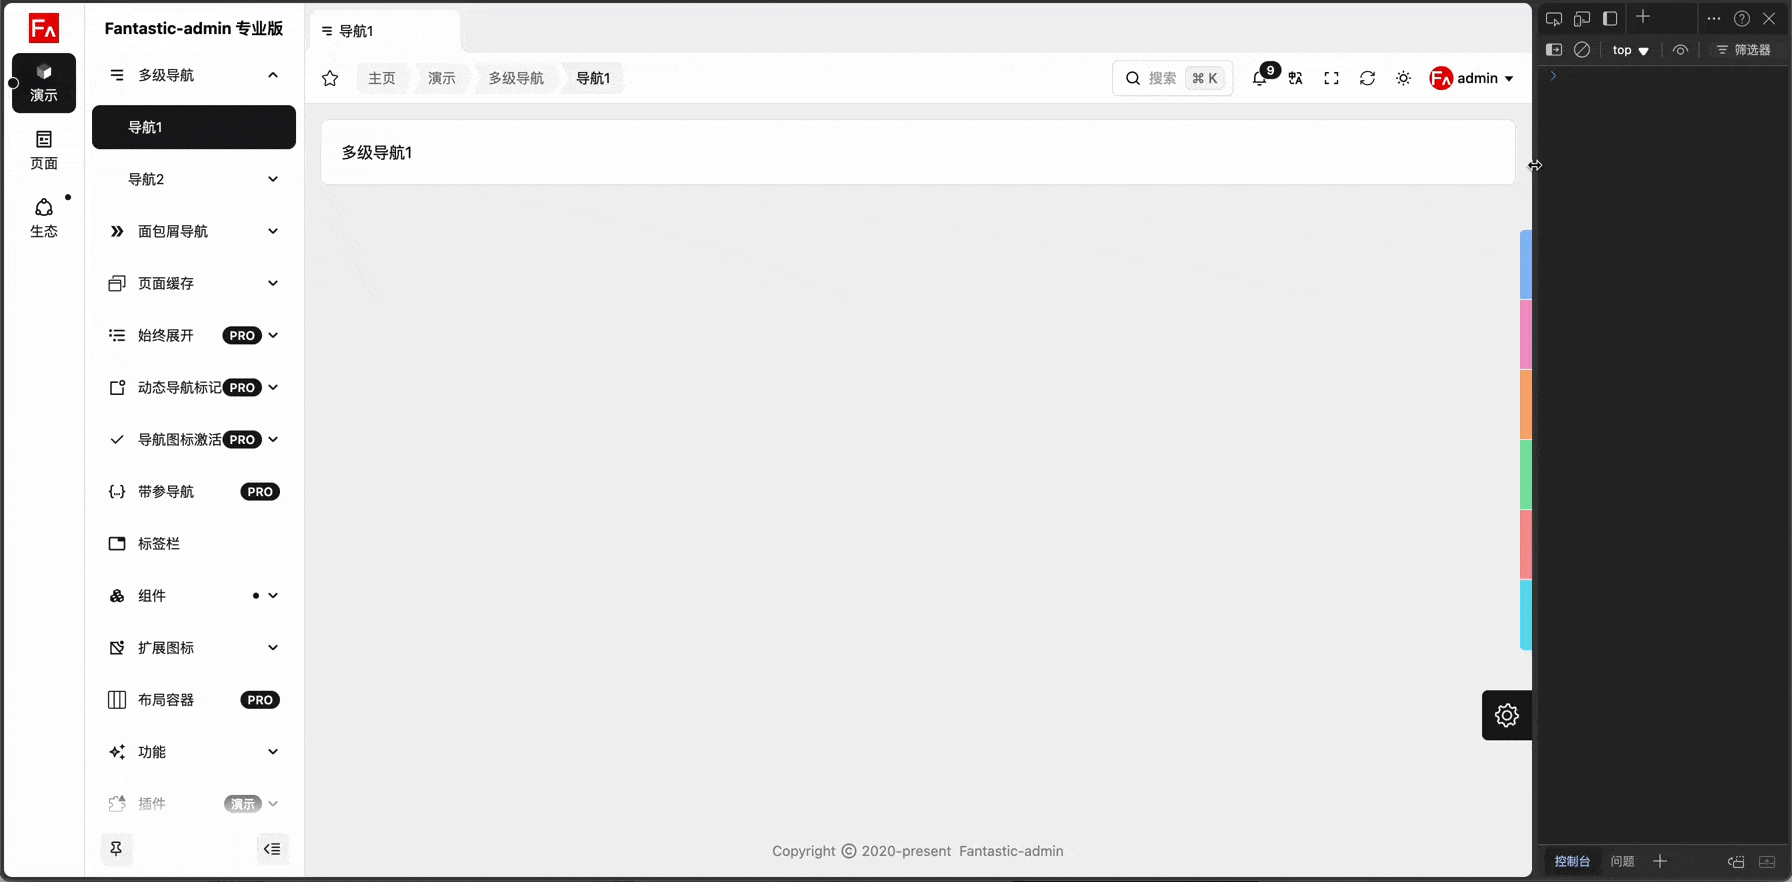 Fantastic-admin 专业版
演示
页面
生态
多级导航
导航1
导航2
面包屑导航
页面缓存
始终展开 PRO
动态导航标记 PRO
导航图标激活 PRO
带参导航 PRO
标签栏
组件
扩展图标
布局容器 PRO
功能
插件 演示
导航1
主页 演示 多级导航 导航1
搜索 ⌘ K
9
admin
多级导航1
Copyright © 2020-present Fantastic-admin
top
筛选器
控制台 问题